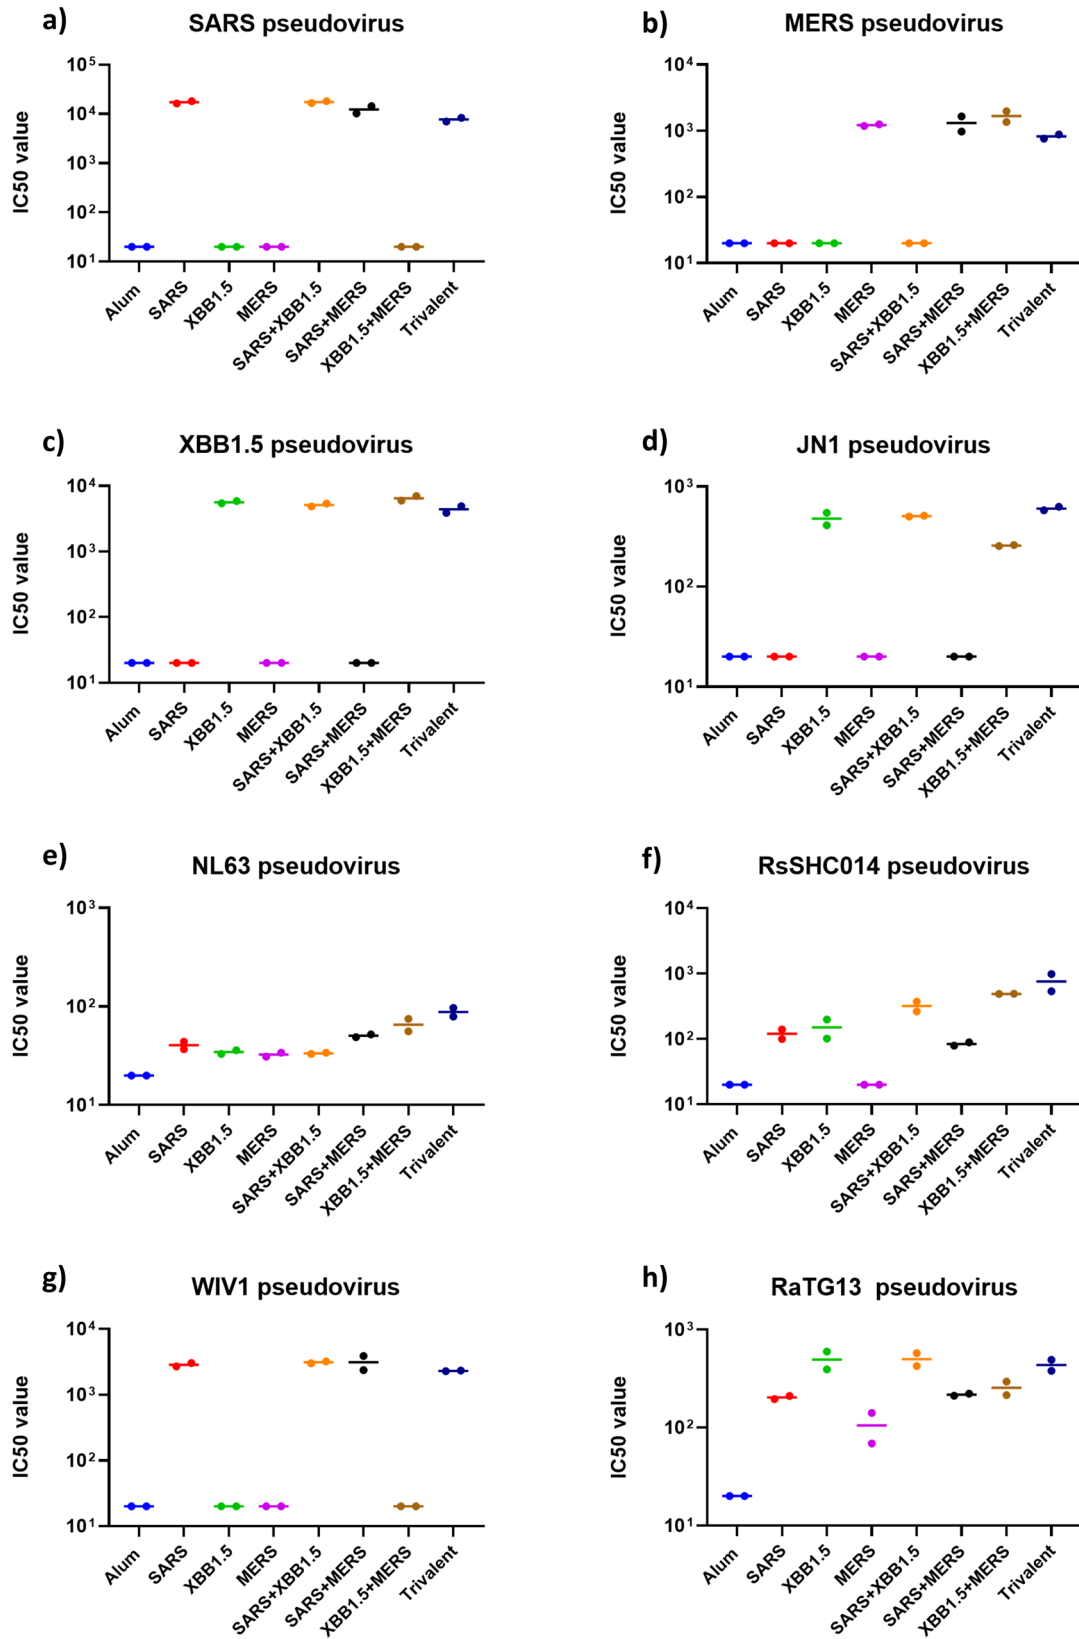 a) SARS pseudovirus
10⁵
10⁴
10³
10²
10¹
IC50 value
Alum
SARS
XBB1.5
MERS
SARS+XBB1.5
SARS+MERS
XBB1.5+MERS
Trivalent
b) MERS pseudovirus
10⁴
10³
10²
10¹
IC50 value
Alum
SARS
XBB1.5
MERS
SARS+XBB1.5
SARS+MERS
XBB1.5+MERS
Trivalent
c) XBB1.5 pseudovirus
10⁴
10³
10²
10¹
IC50 value
Alum
SARS
XBB1.5
MERS
SARS+XBB1.5
SARS+MERS
XBB1.5+MERS
Trivalent
d) JN1 pseudovirus
10³
10²
10¹
IC50 value
Alum
SARS
XBB1.5
MERS
SARS+XBB1.5
SARS+MERS
XBB1.5+MERS
Trivalent
e) NL63 pseudovirus
10³
10²
10¹
IC50 value
Alum
SARS
XBB1.5
MERS
SARS+XBB1.5
SARS+MERS
XBB1.5+MERS
Trivalent
f) RsSHC014 pseudovirus
10⁴
10³
10²
10¹
IC50 value
Alum
SARS
XBB1.5
MERS
SARS+XBB1.5
SARS+MERS
XBB1.5+MERS
Trivalent
g) WIV1 pseudovirus
10⁴
10³
10²
10¹
IC50 value
Alum
SARS
XBB1.5
MERS
SARS+XBB1.5
SARS+MERS
XBB1.5+MERS
Trivalent
h) RaTG13 pseudovirus
10³
10²
10¹
IC50 value
Alum
SARS
XBB1.5
MERS
SARS+XBB1.5
SARS+MERS
XBB1.5+MERS
Trivalent